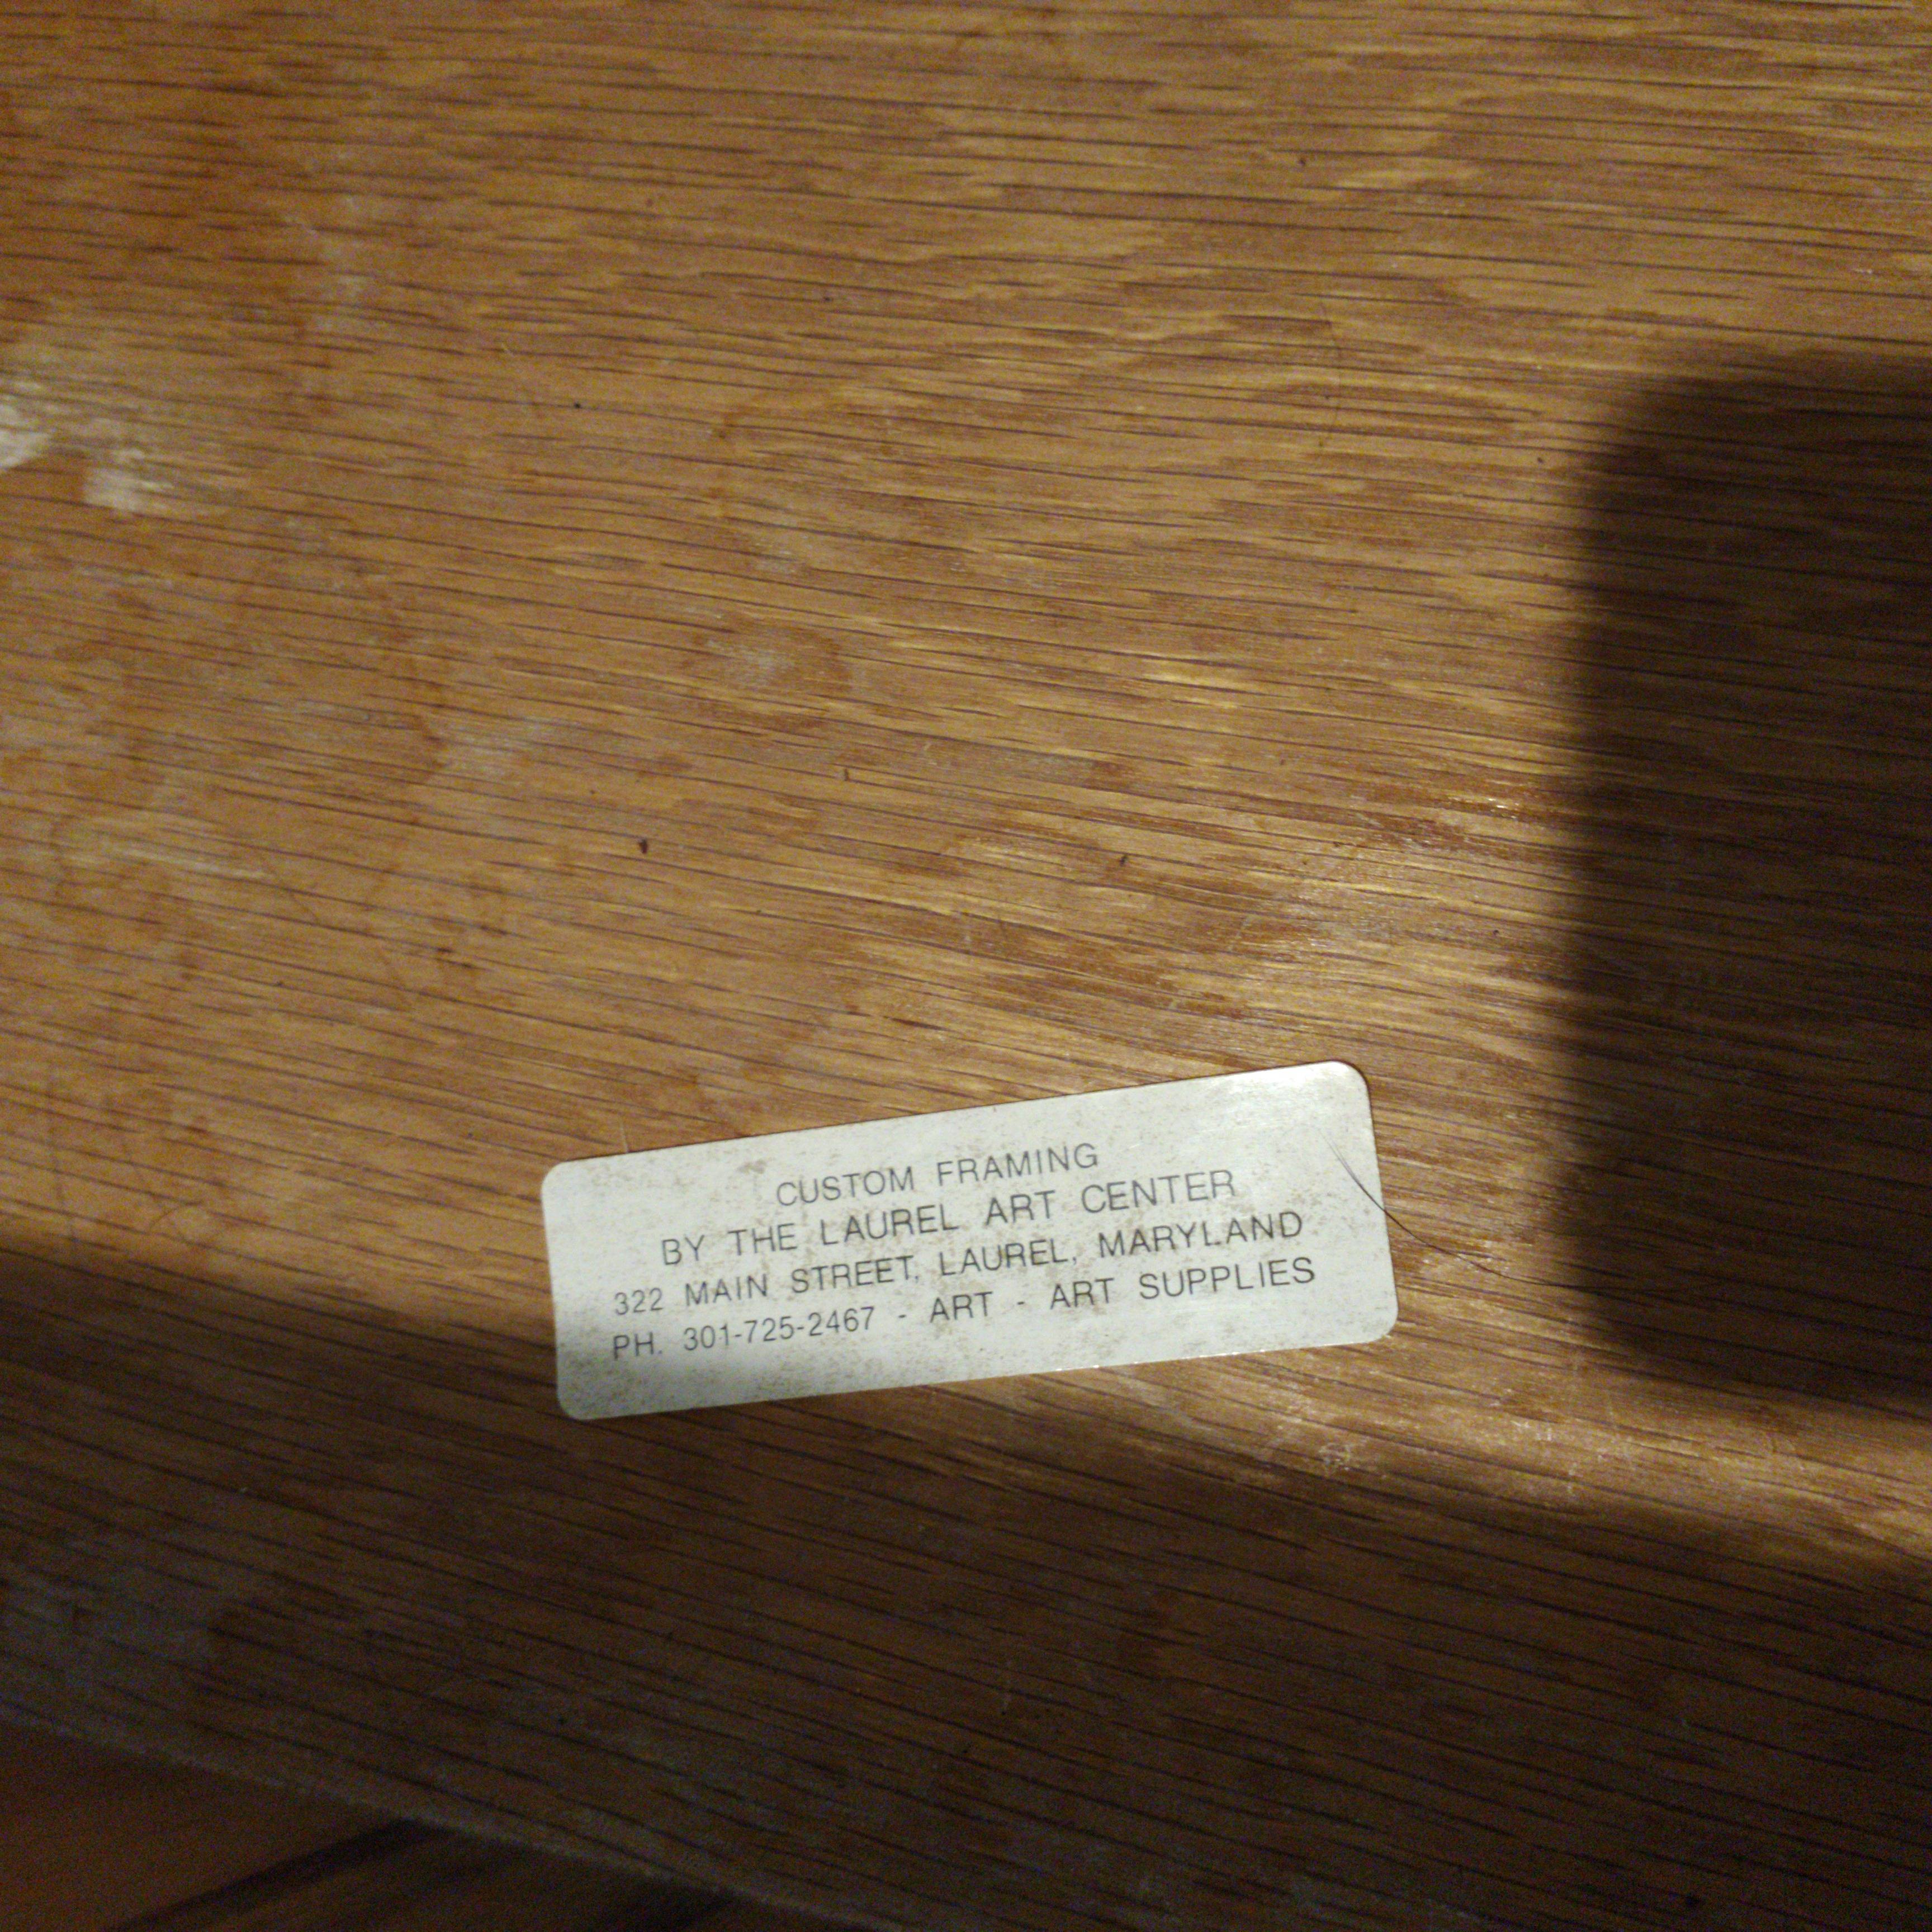 CUSTOM FRAMING
BY THE LAUREL ART CENTER
322 MAIN STREET, LAUREL, MARYLAND
PH. 301-725-2467 - ART - ART SUPPLIES